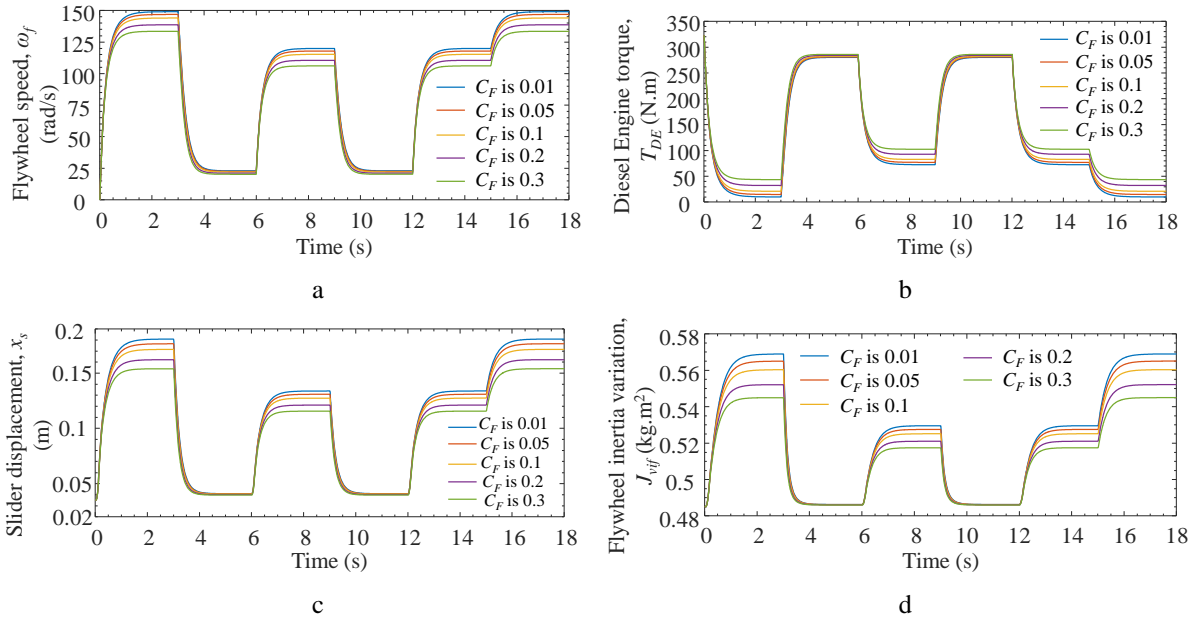 Flywheel speed, ω_f
(rad/s)
150
125
100
75
50
25
0
C_F is 0.01
C_F is 0.05
C_F is 0.1
C_F is 0.2
C_F is 0.3
0 2 4 6 8 10 12 14 16 18
Time (s)
a
Diesel Engine torque,
T_DE (N.m)
350
300
250
200
150
100
50
0
C_F is 0.01
C_F is 0.05
C_F is 0.1
C_F is 0.2
C_F is 0.3
0 2 4 6 8 10 12 14 16 18
Time (s)
b
Slider displacement, x_s
(m)
0.2
0.15
0.1
0.04
0.02
C_F is 0.01
C_F is 0.05
C_F is 0.1
C_F is 0.2
C_F is 0.3
0 2 4 6 8 10 12 14 16 18
Time (s)
c
Flywheel inertia variation,
J_vif (kg.m²)
0.58
0.56
0.54
0.52
0.5
0.48
C_F is 0.01 C_F is 0.2
C_F is 0.05 C_F is 0.3
C_F is 0.1
0 2 4 6 8 10 12 14 16 18
Time (s)
d